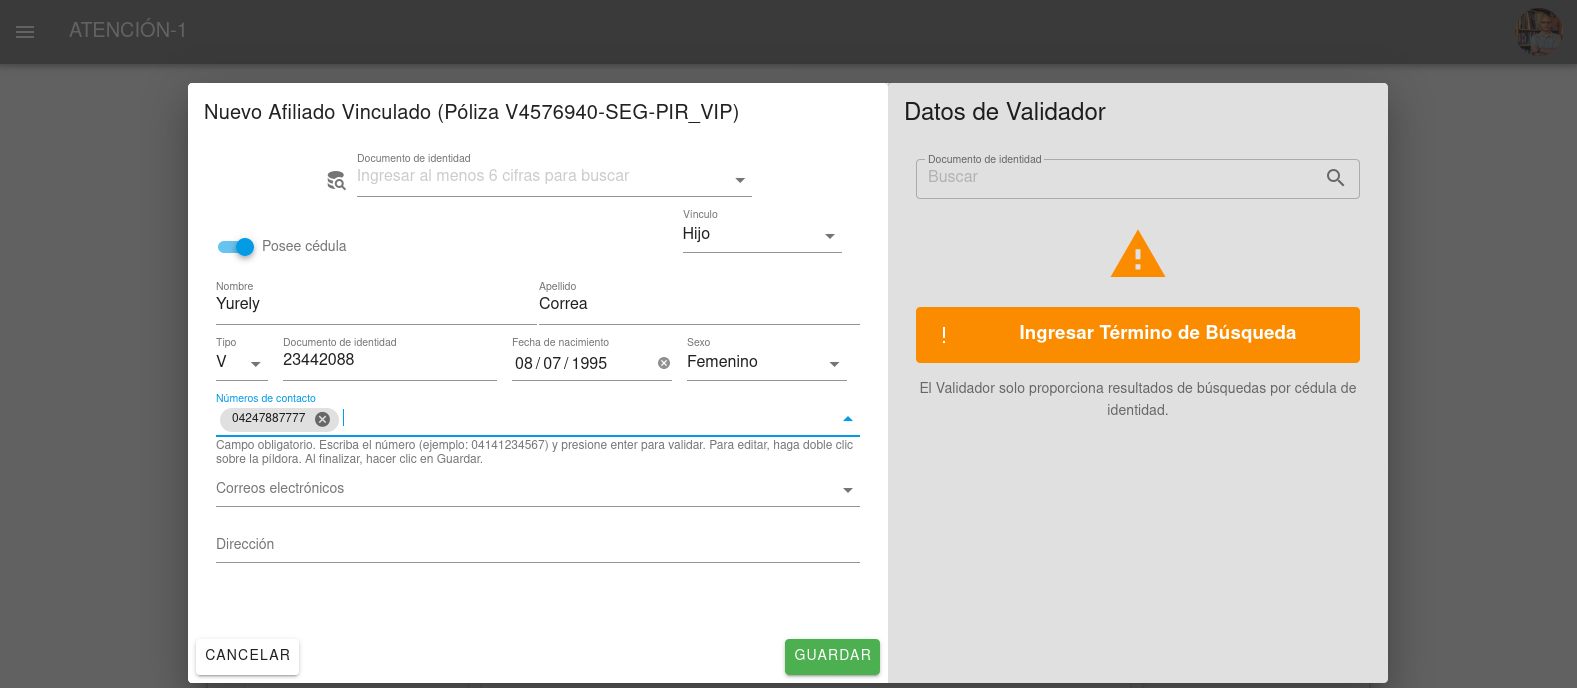 ATENCIÓN-1
Nuevo Afiliado Vinculado (Póliza V4576940-SEG-PIR_VIP)
Documento de identidad
Ingresar al menos 6 cifras para buscar
Vínculo
Hijo
Posee cédula
Nombre
Yurely
Apellido
Correa
Tipo
V
Documento de identidad
23442088
Fecha de nacimiento
08/07/1995
Sexo
Femenino
Números de contacto
04247887777
Campo obligatorio. Escriba el número (ejemplo: 04141234567) y presione enter para validar. Para editar, haga doble clic
sobre la píldora. Al finalizar, hacer clic en Guardar.
Correos electrónicos
Dirección
CANCELAR
GUARDAR
Datos de Validador
Documento de identidad
Buscar
! Ingresar Término de Búsqueda
El Validador solo proporciona resultados de búsquedas por cédula de
identidad.